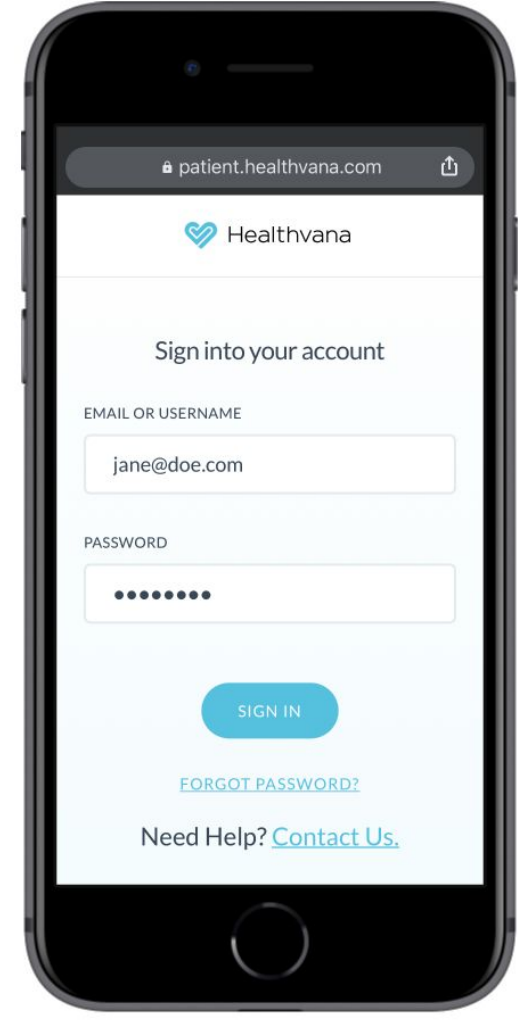 patient.healthvana.com
Healthvana
Sign into your account
EMAIL OR USERNAME
jane@doe.com
PASSWORD
••••••••
SIGN IN
FORGOT PASSWORD?
Need Help? Contact Us.